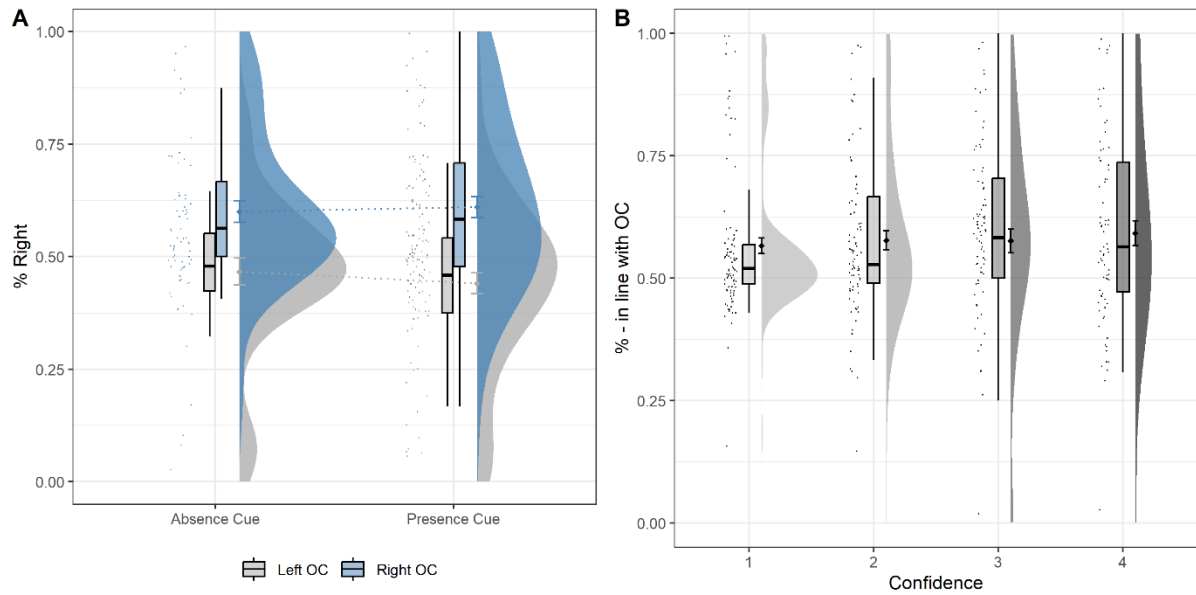 A
% Right
1.00
0.75
0.50
0.25
0.00
Absence Cue
Presence Cue
Left OC
Right OC
B
% - in line with OC
1.00
0.75
0.50
0.25
0.00
1
2
3
4
Confidence